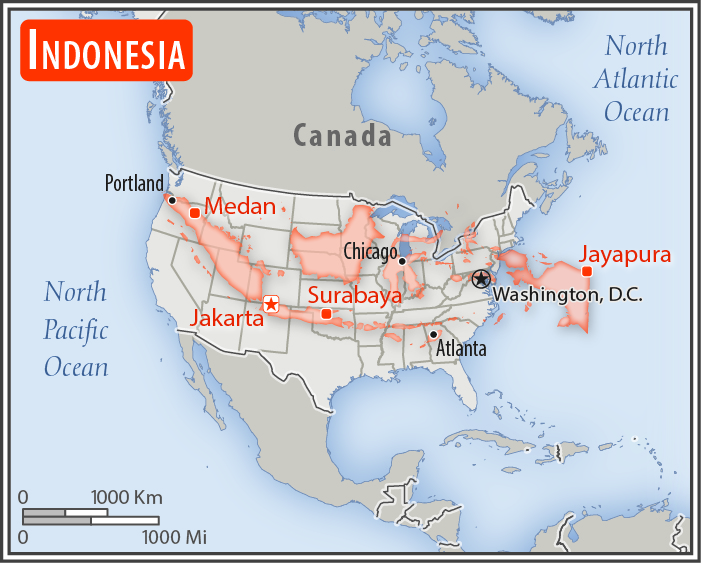 INDONESIA
North
Atlantic
Ocean
Canada
Portland
Medan
Chicago
Jayapura
North
Pacific
Ocean
Surabaya
Washington, D.C.
Jakarta
Atlanta
0 1000 Km
0 1000 Mi